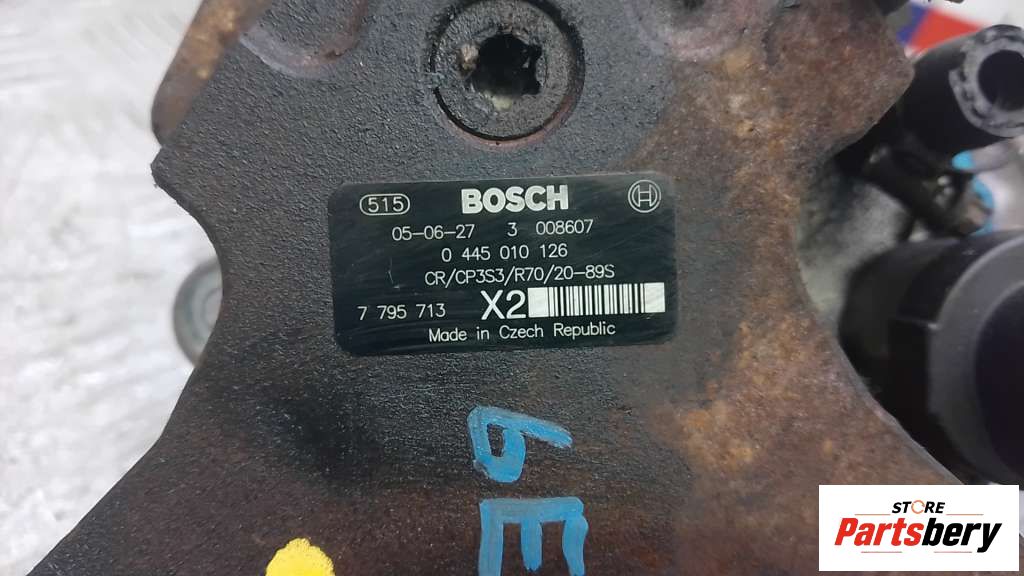 515 BOSCH H
05-06-27 3 008607
0 445 010 126
CR/CP3S3/R70/20-89S
7 795 713 X2
Made in Czech Republic
6
E
STORE
Partsbery